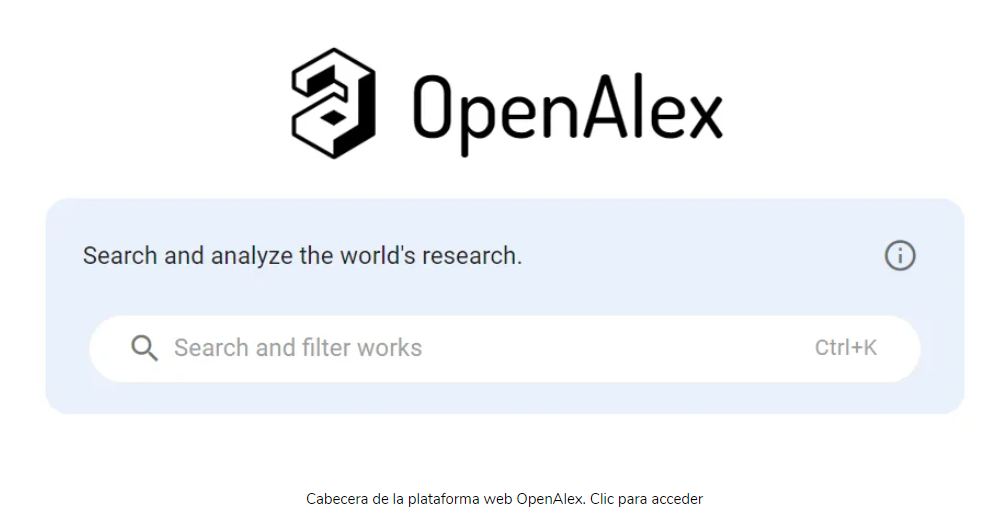 OpenAlex
Search and analyze the world's research.
Search and filter works
Ctrl+K
Cabecera de la plataforma web OpenAlex. Clic para acceder